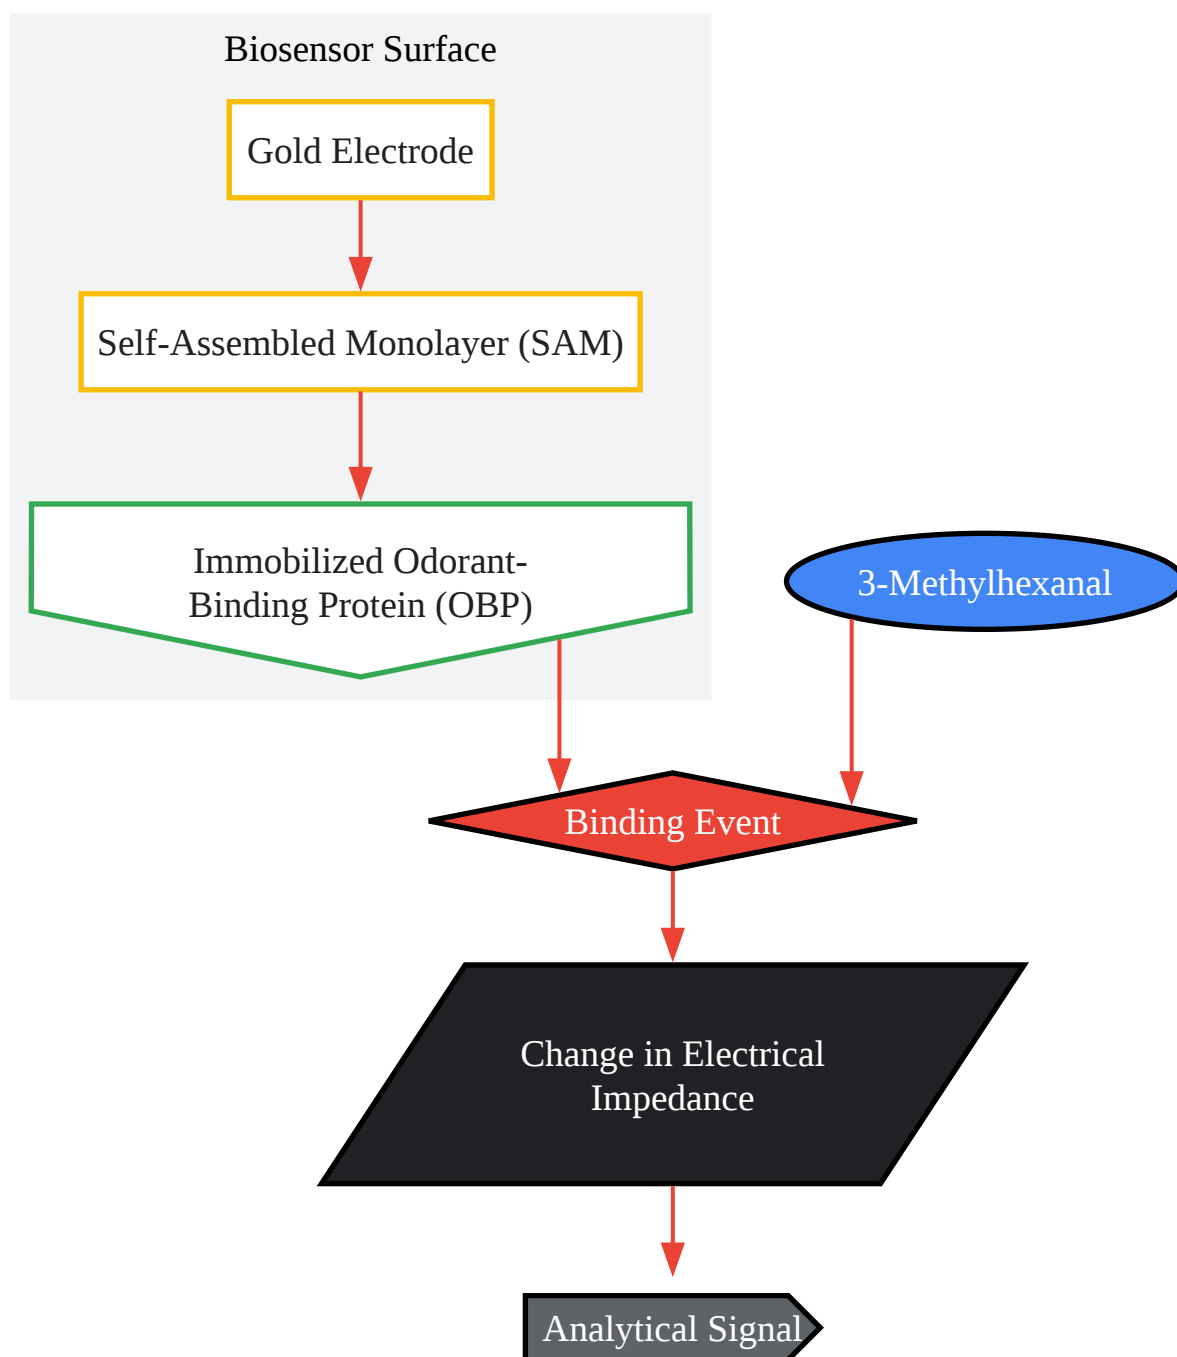 Biosensor Surface
Gold Electrode
Self-Assembled Monolayer (SAM)
Immobilized Odorant-
Binding Protein (OBP)
3-Methylhexanal
Binding Event
Change in Electrical
Impedance
Analytical Signal